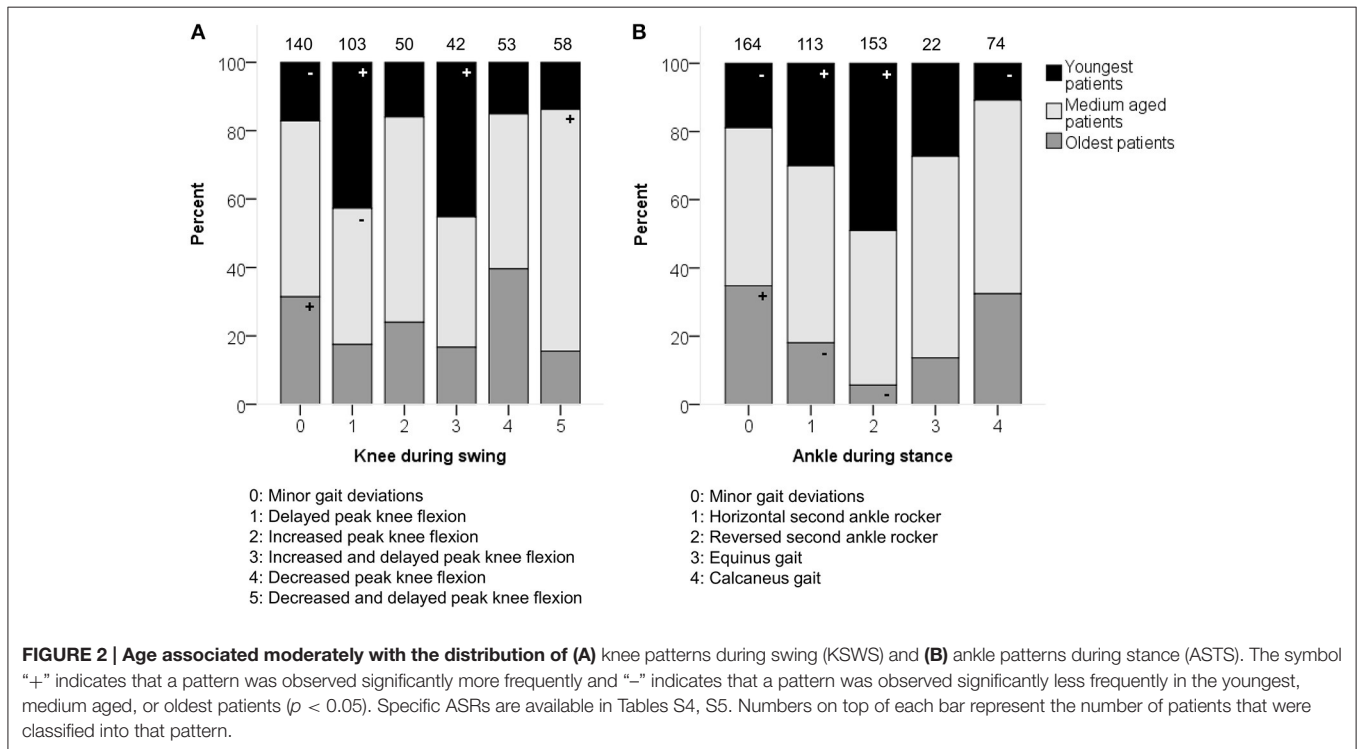 A
140 103 50 42 53 58
100
80
60
40
20
0
Percent
- + +
+
-
+
0 1 2 3 4 5
Knee during swing
0: Minor gait deviations
1: Delayed peak knee flexion
2: Increased peak knee flexion
3: Increased and delayed peak knee flexion
4: Decreased peak knee flexion
5: Decreased and delayed peak knee flexion
B
164 113 153 22 74
100
80
60
40
20
0
Percent
- + + -
+
-
-
0 1 2 3 4
Ankle during stance
0: Minor gait deviations
1: Horizontal second ankle rocker
2: Reversed second ankle rocker
3: Equinus gait
4: Calcaneus gait
Youngest
patients
Medium aged
patients
Oldest patients
FIGURE 2 | Age associated moderately with the distribution of (A) knee patterns during swing (KSWS) and (B) ankle patterns during stance (ASTS). The symbol
“+” indicates that a pattern was observed significantly more frequently and “–” indicates that a pattern was observed significantly less frequently in the youngest,
medium aged, or oldest patients (p < 0.05). Specific ASRs are available in Tables S4, S5. Numbers on top of each bar represent the number of patients that were
classified into that pattern.